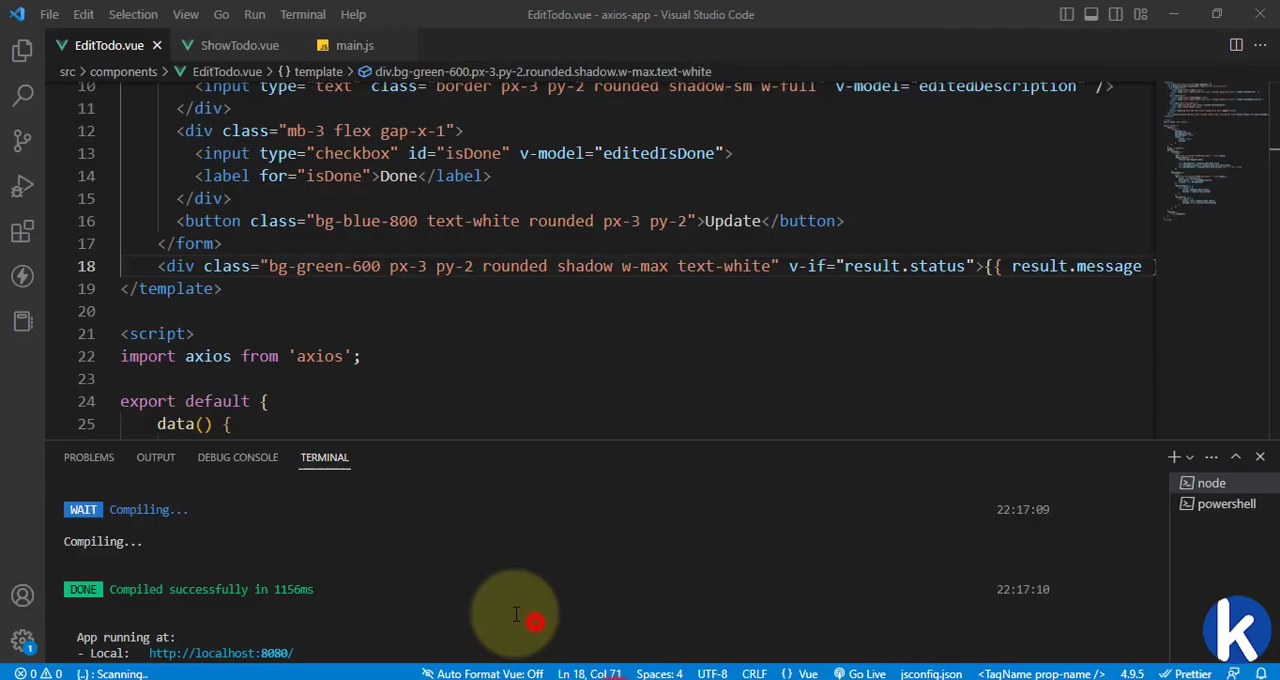 File Edit Selection View Go Run Terminal Help EditTodo.vue - axios-app - Visual Studio Code
EditTodo.vue ShowTodo.vue JS main.js
src > components > EditTodo.vue > {} template > div.bg-green-600.px-3.py-2.rounded.shadow.w-max.text-white
10 <input type="text" class="border px-3 py-2 rounded shadow-sm w-full" v-model="editedDescription" />
11 </div>
12 <div class="mb-3 flex gap-x-1">
13 <input type="checkbox" id="isDone" v-model="editedIsDone">
14 <label for="isDone">Done</label>
15 </div>
16 <button class="bg-blue-800 text-white rounded px-3 py-2">Update</button>
17 </form>
18 <div class="bg-green-600 px-3 py-2 rounded shadow w-max text-white" v-if="result.status">{{ result.message }
19 </template>
20
21 <script>
22 import axios from 'axios';
23
24 export default {
25 data() {
PROBLEMS OUTPUT DEBUG CONSOLE TERMINAL
node
powershell
WAIT Compiling... 22:17:09
Compiling...
DONE Compiled successfully in 1156ms 22:17:10
App running at:
- Local: http://localhost:8080/
k
1
0 0 {..} : Scanning.. Auto Format Vue: Off Ln 18, Col 71 Spaces: 4 UTF-8 CRLF {} Vue Go Live jsconfig.json <TagName prop-name /> 4.9.5 Prettier